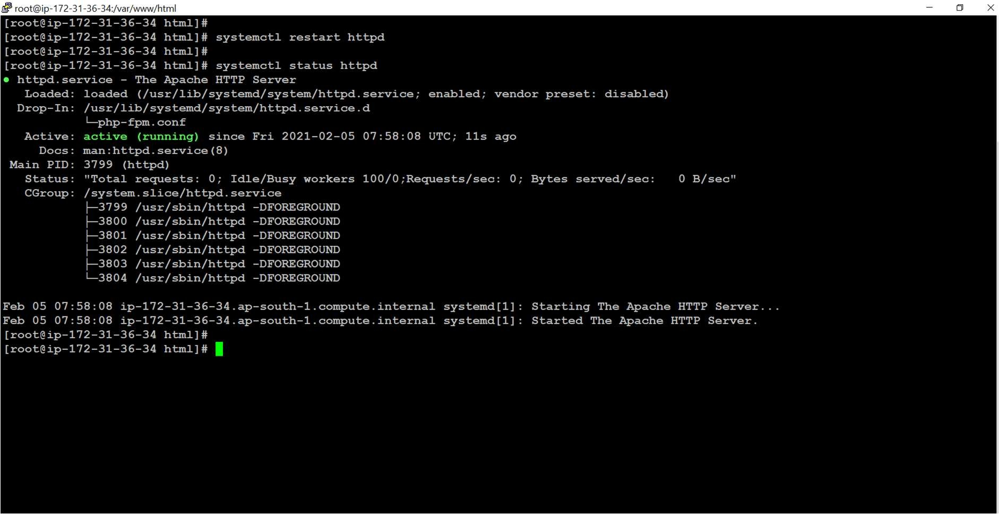 root@ip-172-31-36-34:/var/www/html
[root@ip-172-31-36-34 html]#
[root@ip-172-31-36-34 html]# systemctl restart httpd
[root@ip-172-31-36-34 html]#
[root@ip-172-31-36-34 html]# systemctl status httpd
● httpd.service - The Apache HTTP Server
   Loaded: loaded (/usr/lib/systemd/system/httpd.service; enabled; vendor preset: disabled)
  Drop-In: /usr/lib/systemd/system/httpd.service.d
           └─php-fpm.conf
   Active: active (running) since Fri 2021-02-05 07:58:08 UTC; 11s ago
     Docs: man:httpd.service(8)
 Main PID: 3799 (httpd)
   Status: "Total requests: 0; Idle/Busy workers 100/0;Requests/sec: 0; Bytes served/sec:   0 B/sec"
   CGroup: /system.slice/httpd.service
           ├─3799 /usr/sbin/httpd -DFOREGROUND
           ├─3800 /usr/sbin/httpd -DFOREGROUND
           ├─3801 /usr/sbin/httpd -DFOREGROUND
           ├─3802 /usr/sbin/httpd -DFOREGROUND
           ├─3803 /usr/sbin/httpd -DFOREGROUND
           └─3804 /usr/sbin/httpd -DFOREGROUND
Feb 05 07:58:08 ip-172-31-36-34.ap-south-1.compute.internal systemd[1]: Starting The Apache HTTP Server...
Feb 05 07:58:08 ip-172-31-36-34.ap-south-1.compute.internal systemd[1]: Started The Apache HTTP Server.
[root@ip-172-31-36-34 html]#
[root@ip-172-31-36-34 html]#